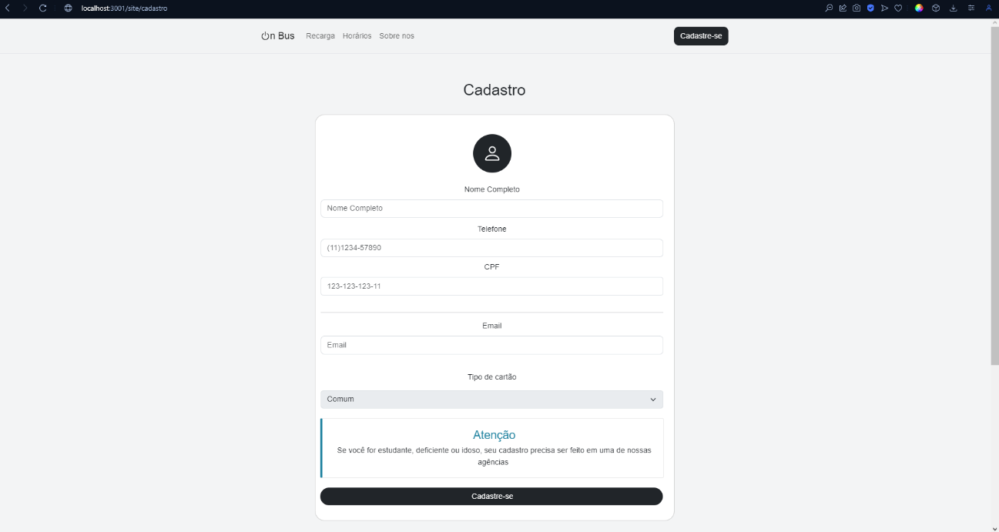 localhost:3001/site/cadastro
On Bus Recarga Horários Sobre nos Cadastre-se
Cadastro
Nome Completo
Nome Completo
Telefone
(11)1234-57890
CPF
123-123-123-11
Email
Email
Tipo de cartão
Comum
Atenção
Se você for estudante, deficiente ou idoso, seu cadastro precisa ser feito em uma de nossas
agências
Cadastre-se